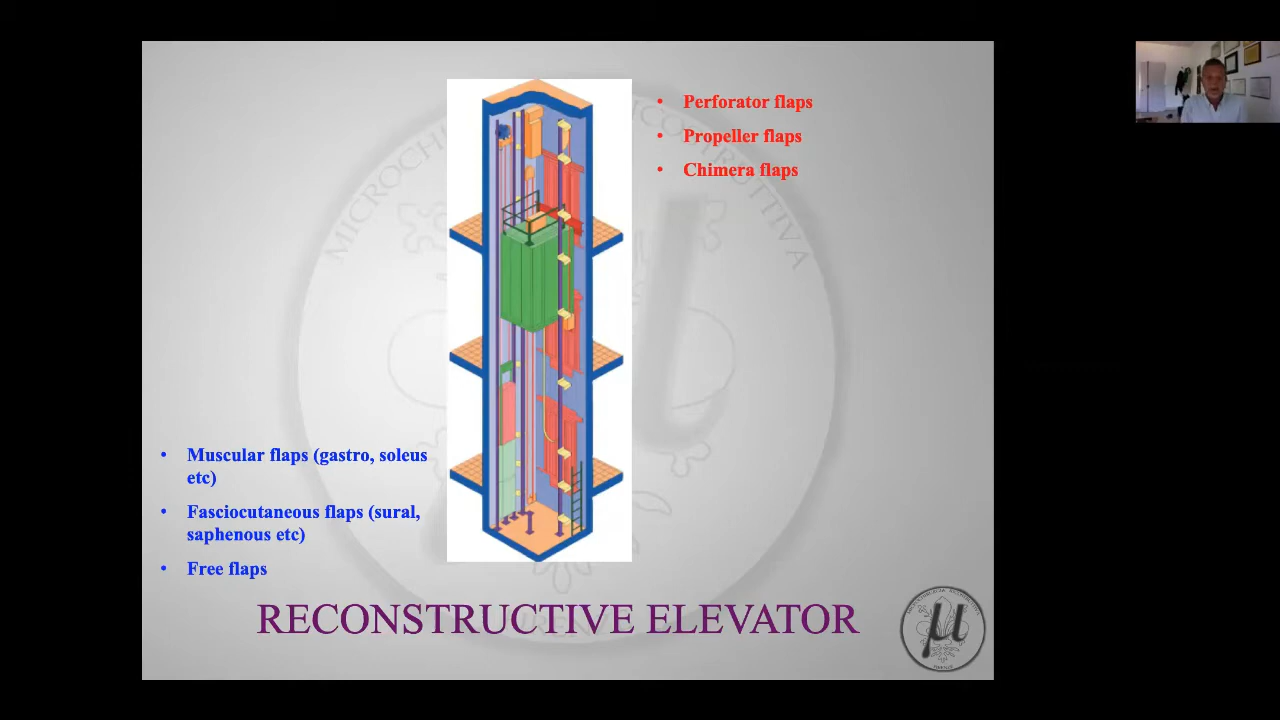 • Perforator flaps
• Propeller flaps
• Chimera flaps
• Muscular flaps (gastro, soleus
etc)
• Fasciocutaneous flaps (sural,
saphenous etc)
• Free flaps
RECONSTRUCTIVE ELEVATOR
μ